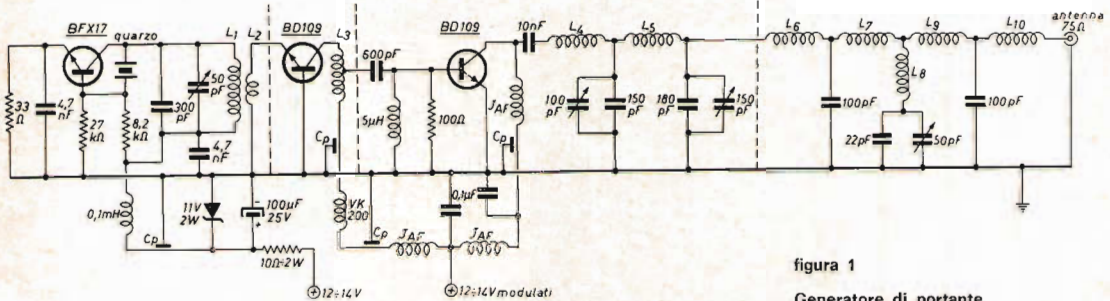 BFX17
quarzo
L1
L2
BD109
L3
BD109
10nF
L4
L5
L6
L7
L9
L10
antenna
75Ω
33
Ω
4,7
nF
27
kΩ
8,2
kΩ
300
pF
50
pF
4,7
nF
600pF
5µH
100Ω
JAF
Cp
Cp
100
pF
150
pF
180
pF
150
pF
100pF
L8
22pF
50pF
100pF
0,1mH
Cp
11V
2W
100µF
25V
10Ω-2W
12÷14V
VK
200
Cp
JAF
JAF
0,1µF
12÷14V modulati
figura 1
Generatore di portante